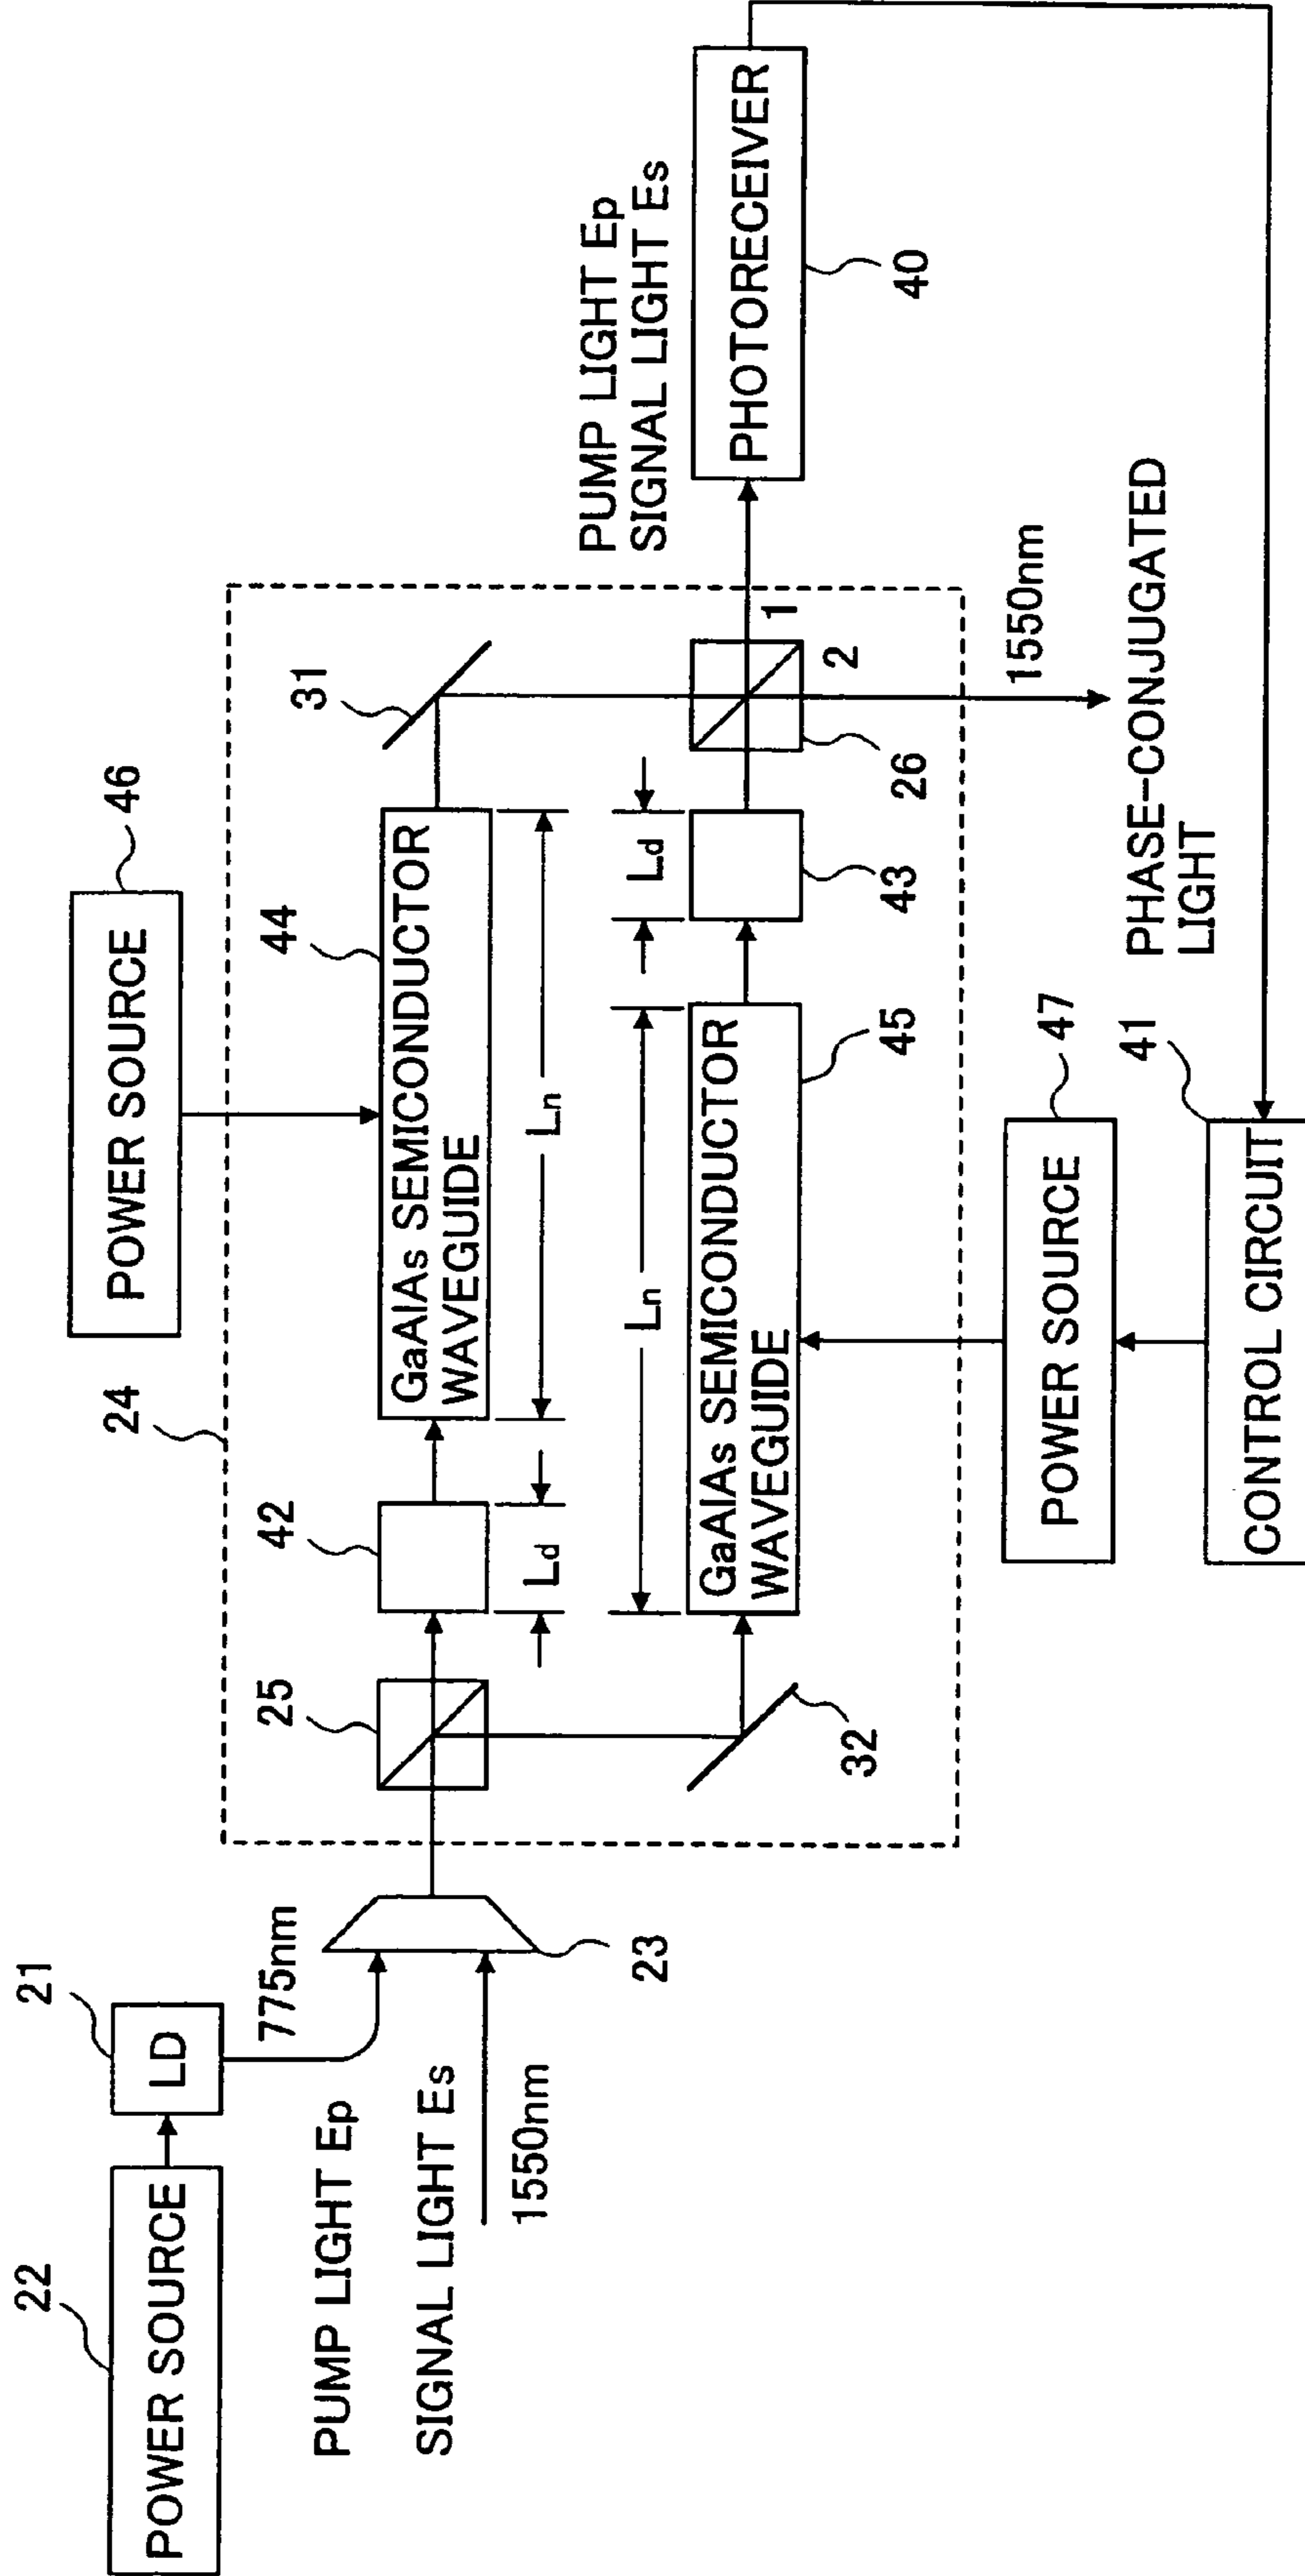 22
POWER SOURCE
21
LD
775nm
PUMP LIGHT Ep
SIGNAL LIGHT Es
1550nm
23
24
25
32
42
Ld
46
POWER SOURCE
44
GaAlAs SEMICONDUCTOR
WAVEGUIDE
Ln
31
Ln
GaAlAs SEMICONDUCTOR
WAVEGUIDE
45
Ld
43
26
1
2
PUMP LIGHT Ep
SIGNAL LIGHT Es
PHOTORECEIVER
40
1550nm
PHASE-CONJUGATED
LIGHT
47
POWER SOURCE
41
CONTROL CIRCUIT